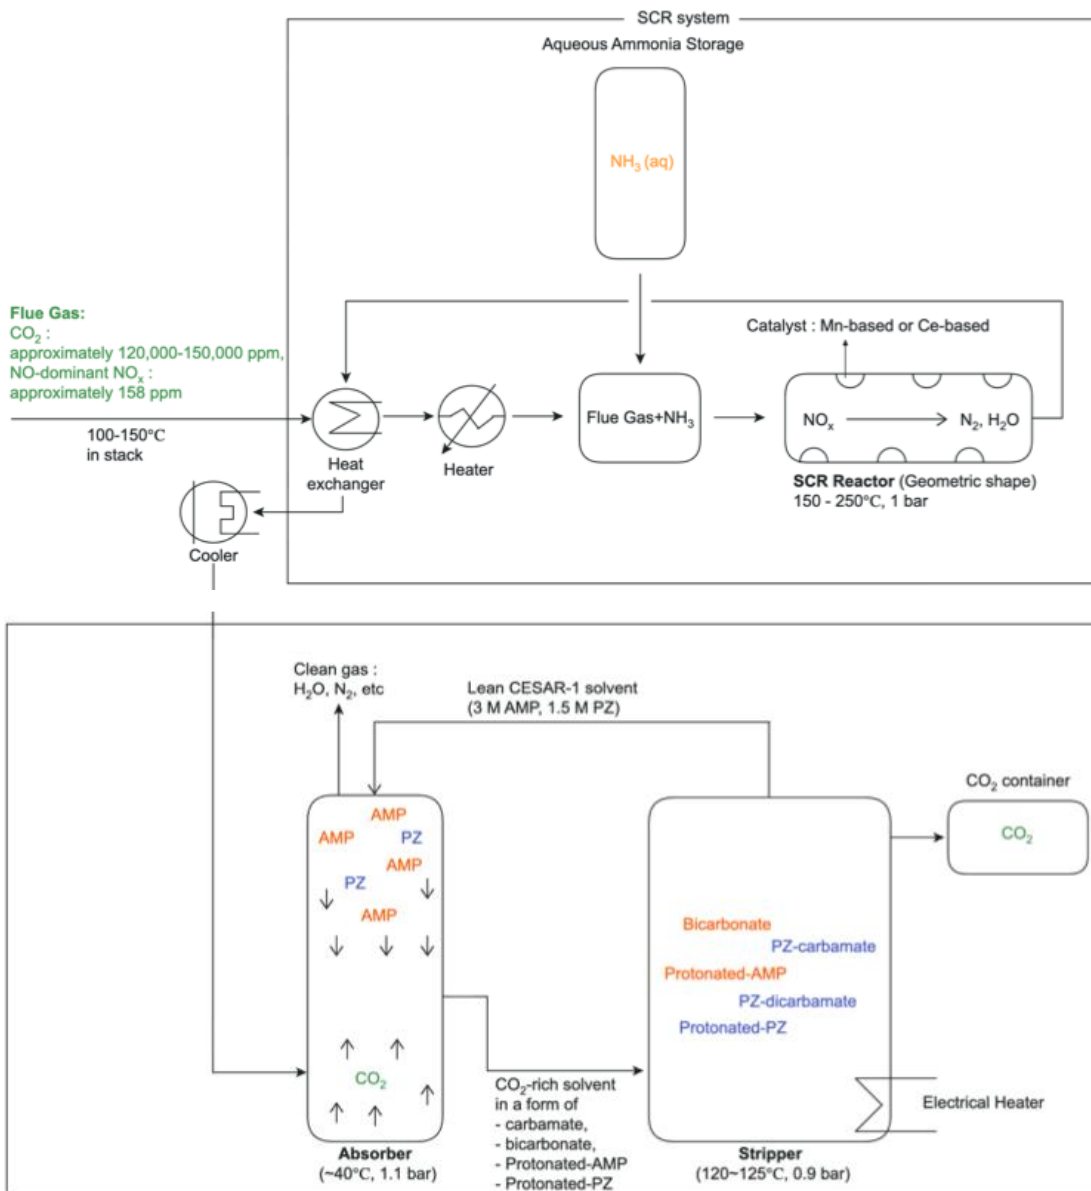 SCR system
Aqueous Ammonia Storage
NH₃ (aq)
Flue Gas:
CO₂ :
approximately 120,000-150,000 ppm,
NO-dominant NOₓ :
approximately 158 ppm
100-150°C
in stack
Heat
exchanger
Heater
Flue Gas+NH₃
Catalyst : Mn-based or Ce-based
NOₓ
N₂, H₂O
SCR Reactor (Geometric shape)
150 - 250°C, 1 bar
Cooler
Clean gas :
H₂O, N₂, etc
Lean CESAR-1 solvent
(3 M AMP, 1.5 M PZ)
CO₂ container
CO₂
AMP
AMP
PZ
AMP
PZ
AMP
CO₂
Absorber
(~40°C, 1.1 bar)
CO₂-rich solvent
in a form of
- carbamate,
- bicarbonate,
- Protonated-AMP
- Protonated-PZ
Bicarbonate
PZ-carbamate
Protonated-AMP
PZ-dicarbamate
Protonated-PZ
Electrical Heater
Stripper
(120~125°C, 0.9 bar)